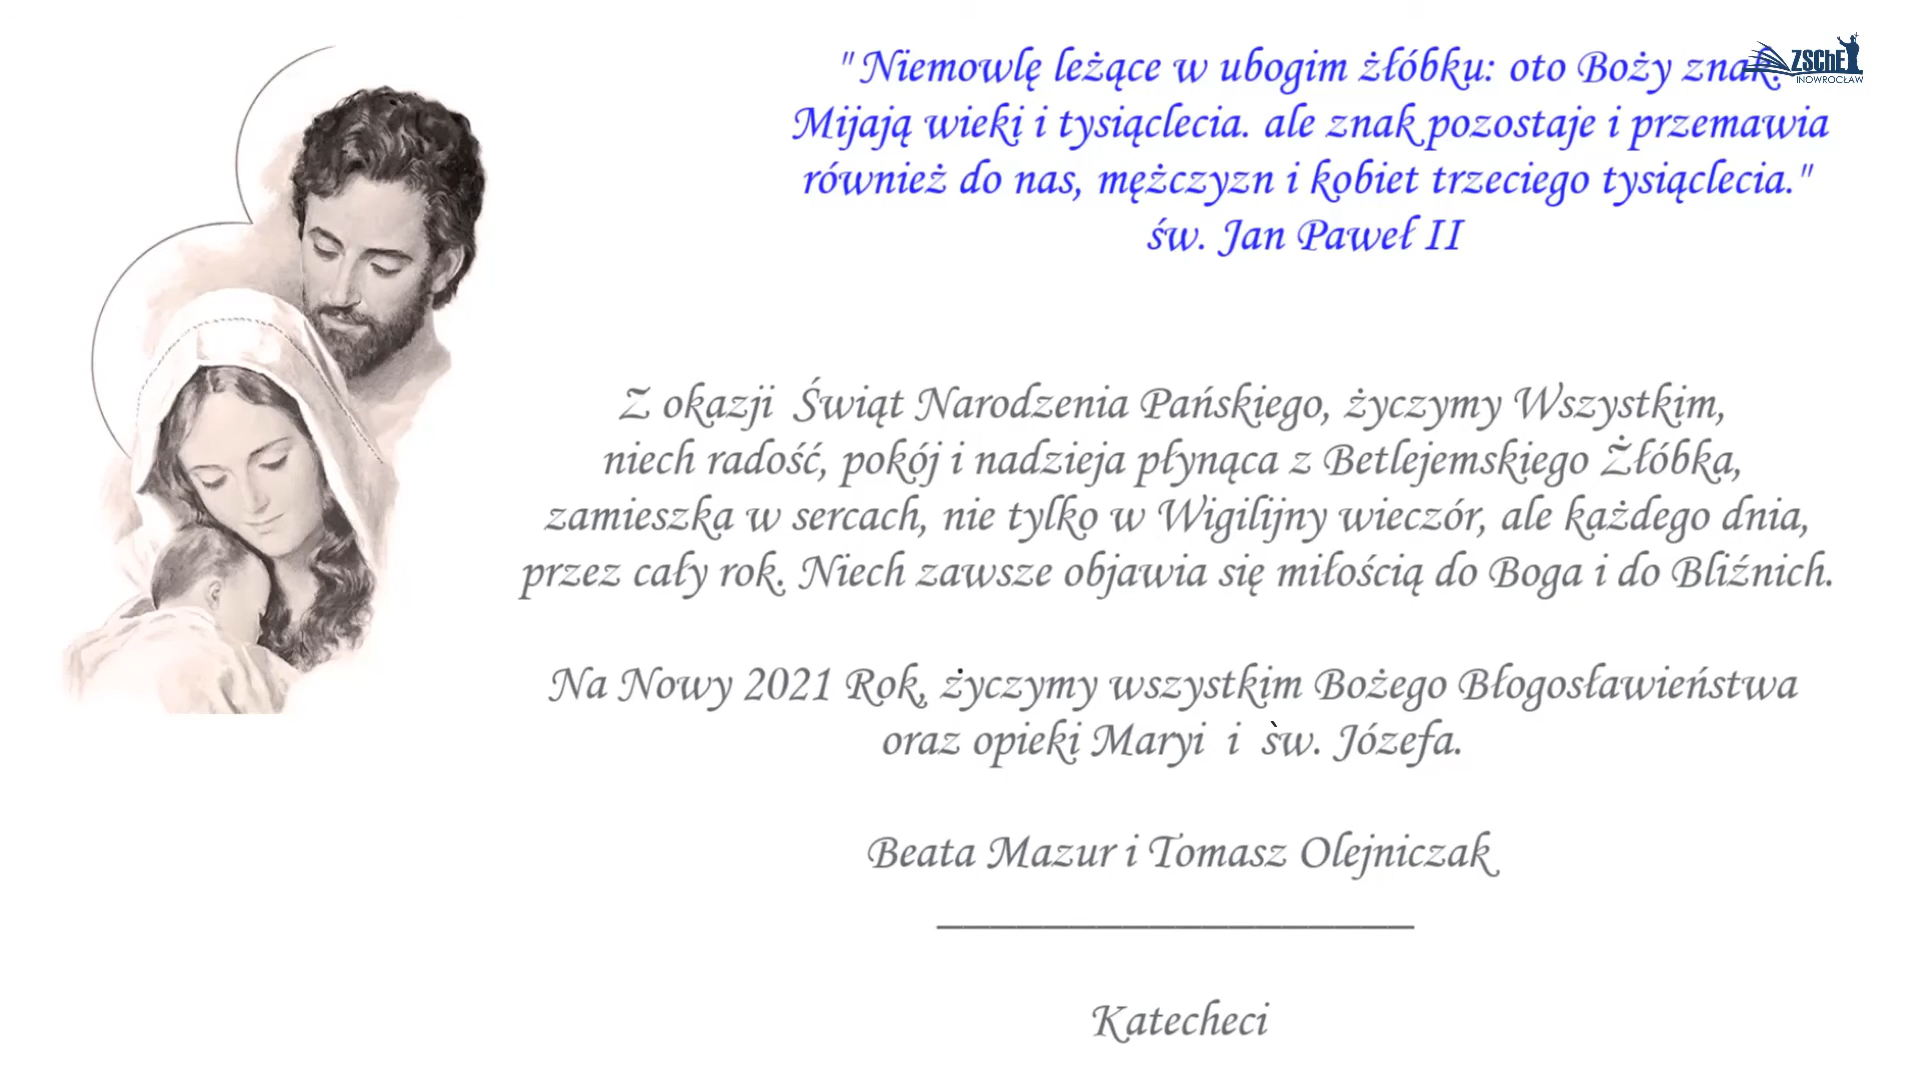 " Niemowlę leżące w ubogim żłóbku: oto Boży znak.
Mijają wieki i tysiąclecia. ale znak pozostaje i przemawia
również do nas, mężczyzn i kobiet trzeciego tysiąclecia."
św. Jan Paweł II
ZSChE
INOWROCŁAW
Z okazji Świąt Narodzenia Pańskiego, życzymy Wszystkim,
niech radość, pokój i nadzieja płynąca z Betlejemskiego Żłóbka,
zamieszka w sercach, nie tylko w Wigilijny wieczór, ale każdego dnia,
przez cały rok. Niech zawsze objawia się miłością do Boga i do Bliźnich.
Na Nowy 2021 Rok, życzymy wszystkim Bożego Błogosławieństwa
oraz opieki Maryi i św. Józefa.
Beata Mazur i Tomasz Olejniczak
Katecheci